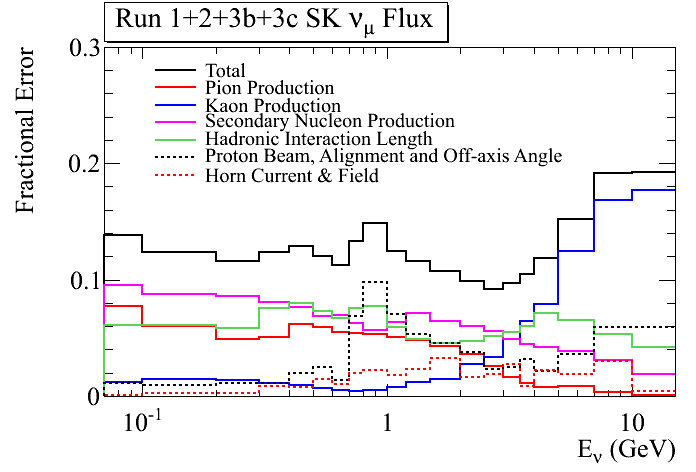 Run 1+2+3b+3c SK νμ Flux
Fractional Error
0.3
0.2
0.1
0
Total
Pion Production
Kaon Production
Secondary Nucleon Production
Hadronic Interaction Length
Proton Beam, Alignment and Off-axis Angle
Horn Current & Field
10⁻¹
1
10
Eν (GeV)